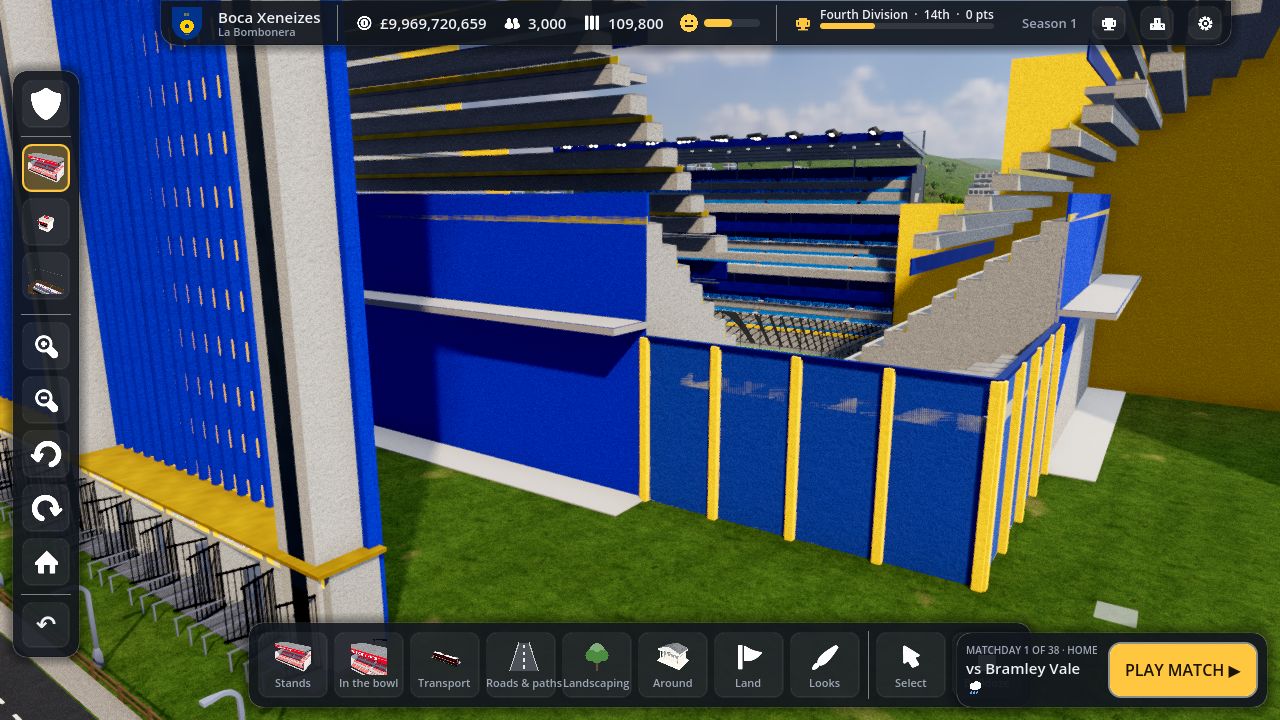 Boca Xeneizes
La Bombonera
£9,969,720,659
3,000
109,800
Fourth Division · 14th · 0 pts
Season 1
Stands
In the bowl
Transport
Roads & paths
Landscaping
Around
Land
Looks
Select
MATCHDAY 1 OF 38 · HOME
vs Bramley Vale
PLAY MATCH ▶